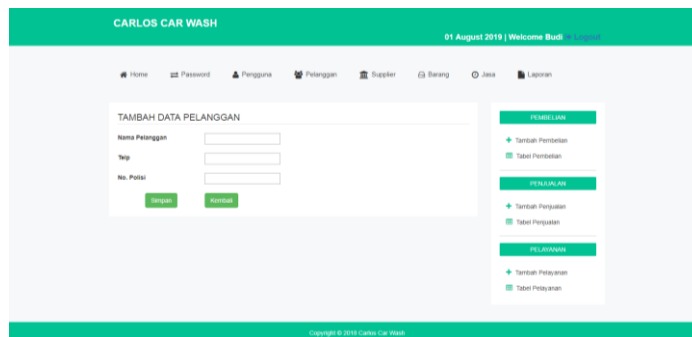 CARLOS CAR WASH
01 August 2019 | Welcome Budi Logout
Home Password Pengguna Pelanggan Supplier Barang Jasa Laporan
TAMBAH DATA PELANGGAN
Nama Pelanggan
Telp
No. Polisi
Simpan Kembali
PEMBELIAN
Tambah Pembelian
Tabel Pembelian
PENJUALAN
Tambah Penjualan
Tabel Penjualan
PELAYANAN
Tambah Pelayanan
Tabel Pelayanan
Copyright © 2019 Carlos Car Wash